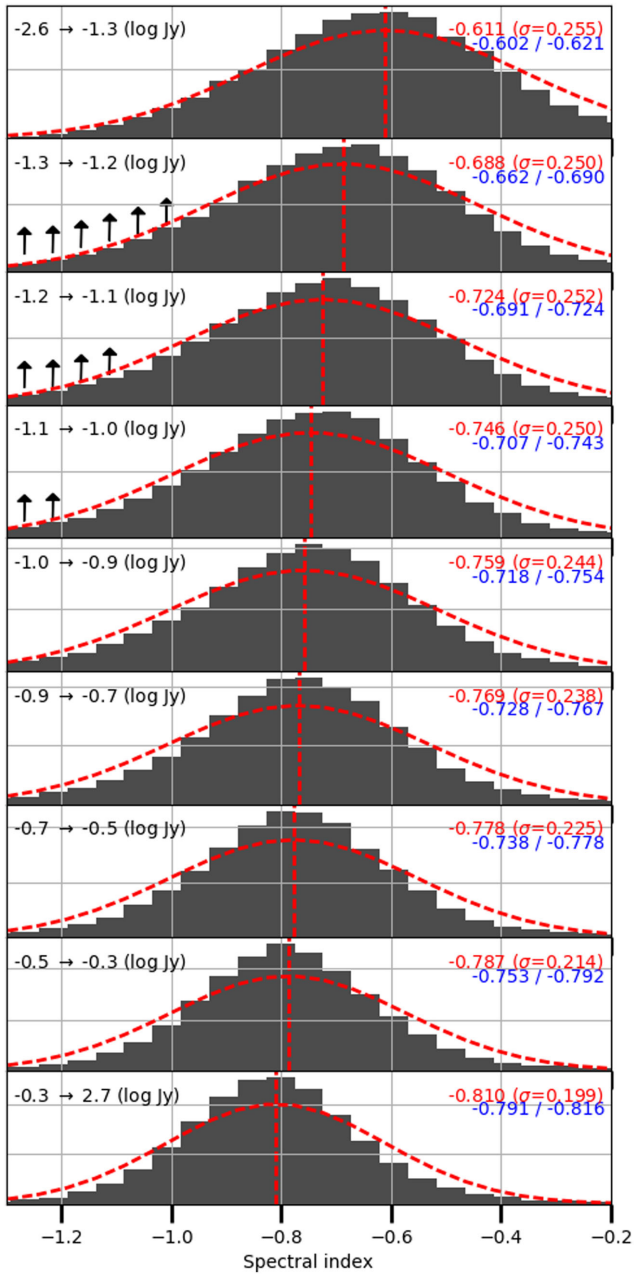 -2.6 → -1.3 (log Jy)
-0.611 (σ=0.255)
-0.602 / -0.621
-1.3 → -1.2 (log Jy)
-0.688 (σ=0.250)
-0.662 / -0.690
-1.2 → -1.1 (log Jy)
-0.724 (σ=0.252)
-0.691 / -0.724
-1.1 → -1.0 (log Jy)
-0.746 (σ=0.250)
-0.707 / -0.743
-1.0 → -0.9 (log Jy)
-0.759 (σ=0.244)
-0.718 / -0.754
-0.9 → -0.7 (log Jy)
-0.769 (σ=0.238)
-0.728 / -0.767
-0.7 → -0.5 (log Jy)
-0.778 (σ=0.225)
-0.738 / -0.778
-0.5 → -0.3 (log Jy)
-0.787 (σ=0.214)
-0.753 / -0.792
-0.3 → 2.7 (log Jy)
-0.810 (σ=0.199)
-0.791 / -0.816
−1.2 −1.0 −0.8 −0.6 −0.4 −0.2
Spectral index